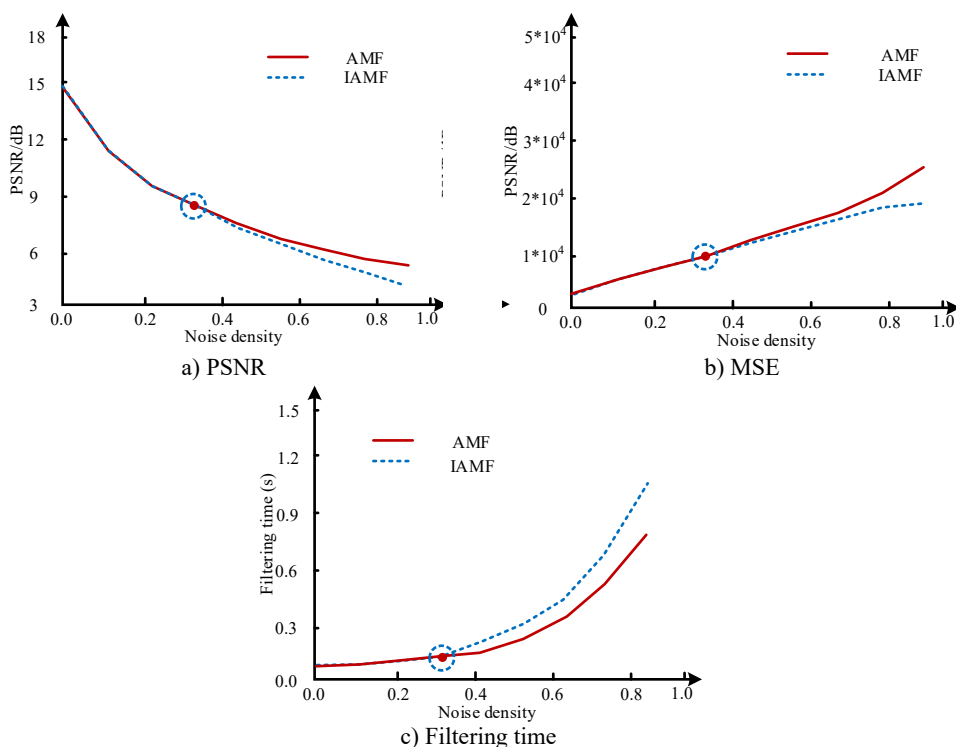 18
15
12
9
6
3
PSNR/dB
AMF
IAMF
0.0 0.2 0.4 0.6 0.8 1.0
Noise density
a) PSNR
5*10^4
4*10^4
3*10^4
2*10^4
1*10^4
0
PSNR/dB
AMF
IAMF
0.0 0.2 0.4 0.6 0.8 1.0
Noise density
b) MSE
1.5
1.2
0.9
0.6
0.3
0.0
Filtering time (s)
AMF
IAMF
0.0 0.2 0.4 0.6 0.8 1.0
Noise density
c) Filtering time